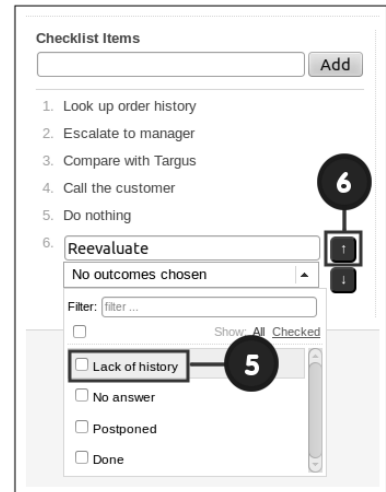 Checklist Items
Add
1. Look up order history
2. Escalate to manager
3. Compare with Targus
4. Call the customer
5. Do nothing
6
6. Reevaluate ↑
No outcomes chosen ↓
Filter: filter ...
Show: All Checked
Lack of history 5
No answer
Postponed
Done